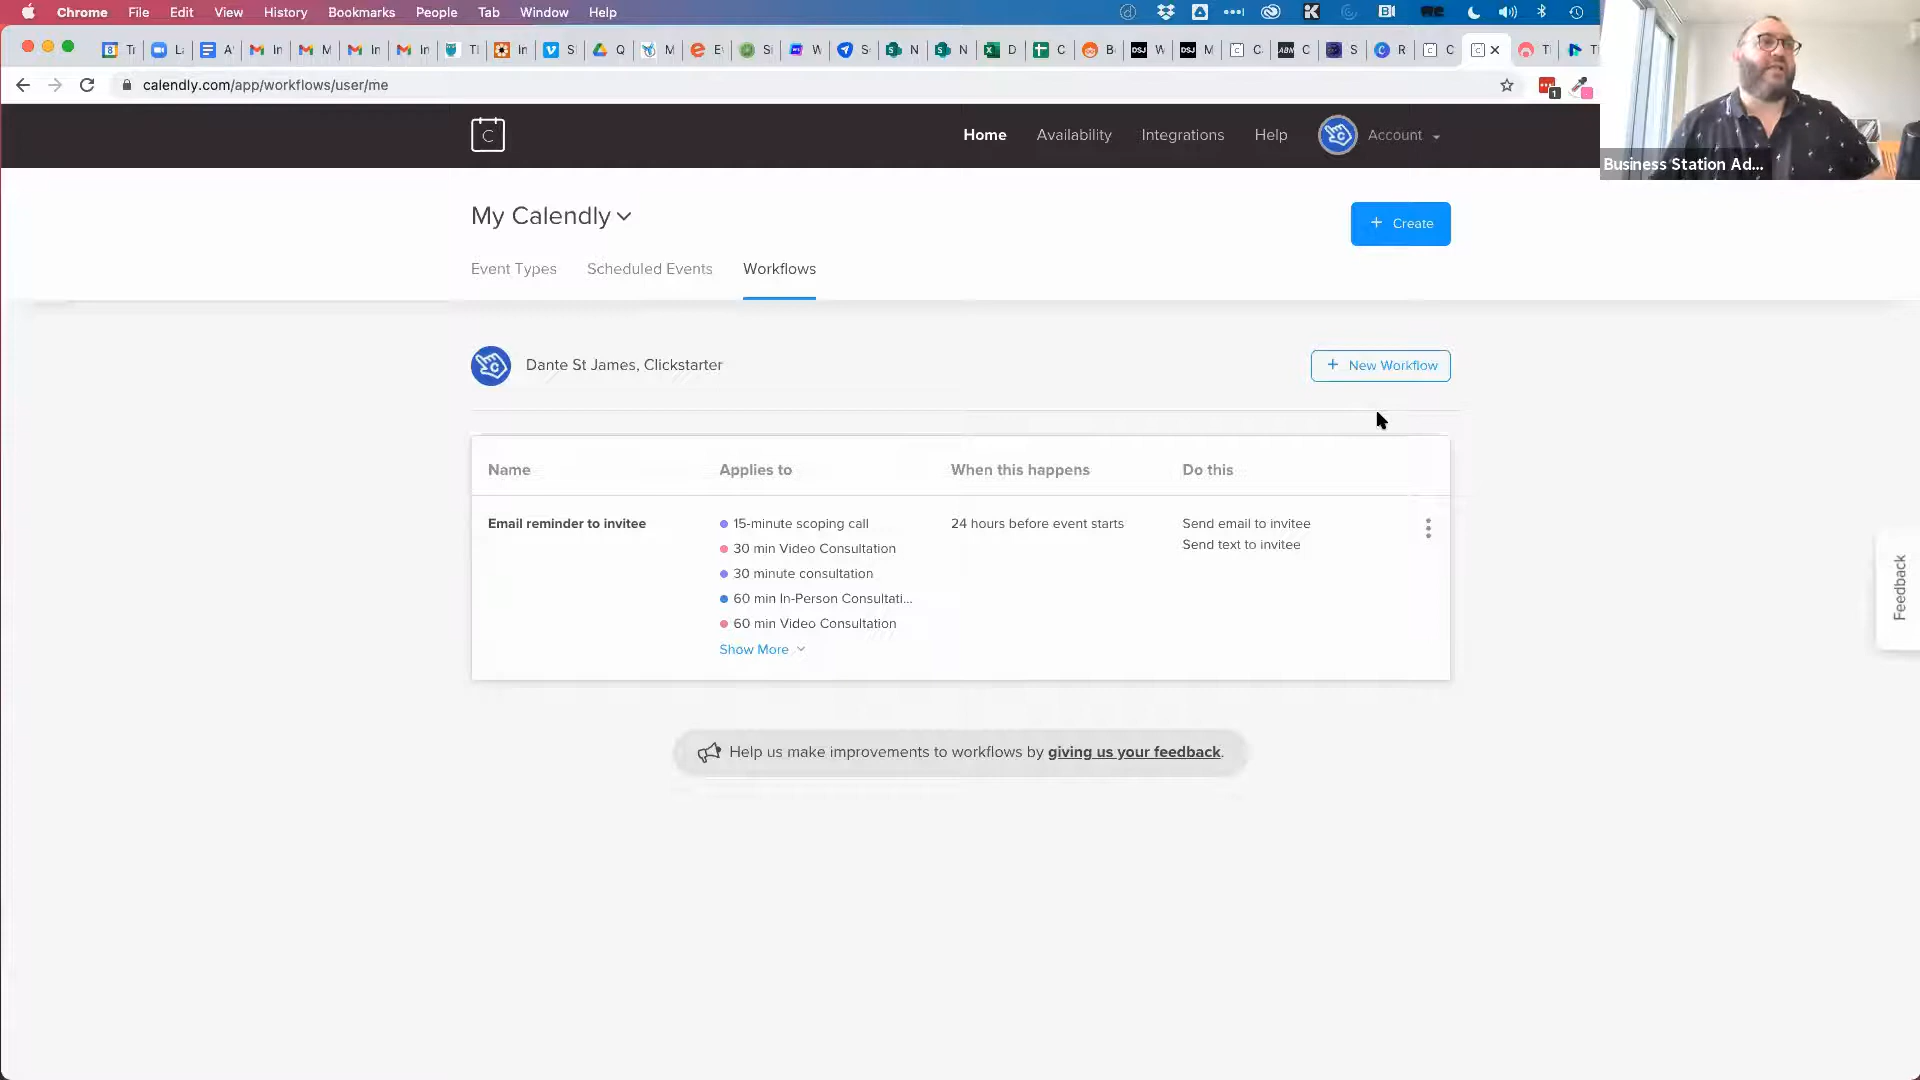 Chrome File Edit View History Bookmarks People Tab Window Help
calendly.com/app/workflows/user/me
Business Station Ad...
Home Availability Integrations Help Account
My Calendly
+ Create
Event Types Scheduled Events Workflows
Dante St James, Clickstarter
+ New Workflow
Name Applies to When this happens Do this
Email reminder to invitee
15-minute scoping call
30 min Video Consultation
30 minute consultation
60 min In-Person Consultati...
60 min Video Consultation
Show More
24 hours before event starts
Send email to invitee
Send text to invitee
Feedback
Help us make improvements to workflows by giving us your feedback.